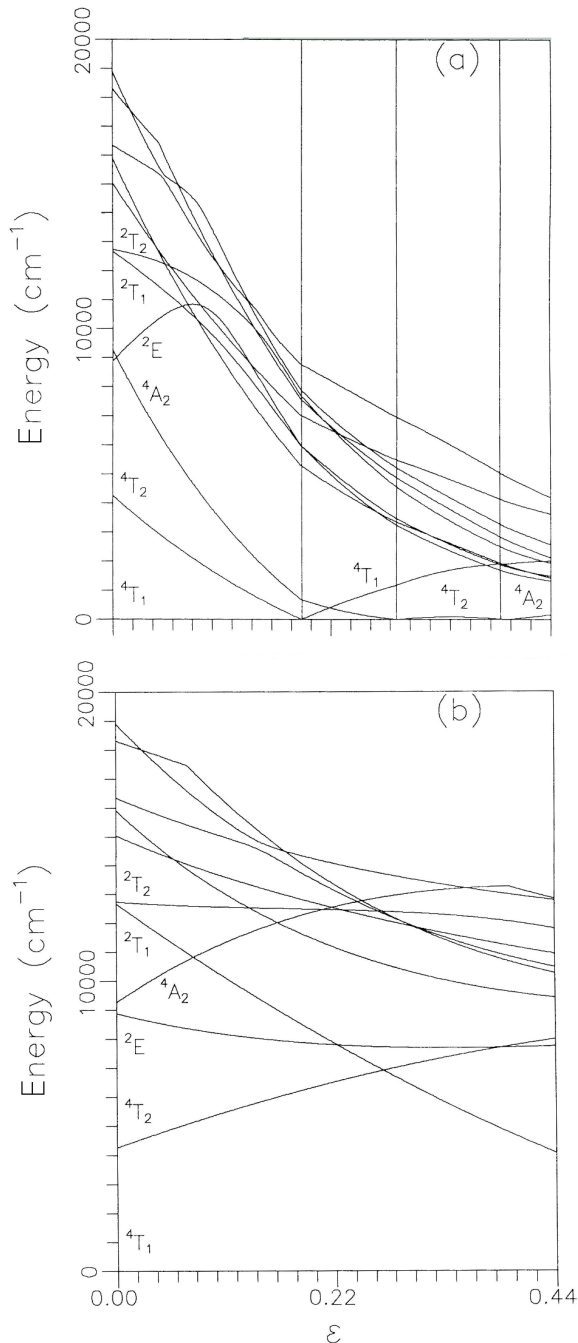 20000
(a)
²T₂
²T₁
10000
²E
⁴A₂
⁴T₂
⁴T₁
⁴T₁
⁴T₂
⁴A₂
0
Energy (cm⁻¹)
20000
(b)
²T₂
²T₁
10000
⁴A₂
²E
⁴T₂
⁴T₁
0
Energy (cm⁻¹)
0.00 0.22 0.44
ε